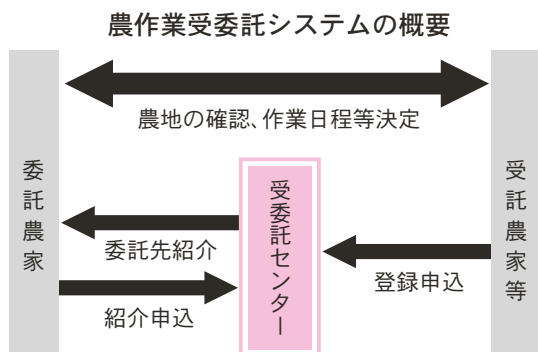 農作業受委託システムの概要
農地の確認、作業日程等決定
委託農家
受委託センター
受託農家等
委託先紹介
登録申込
紹介申込